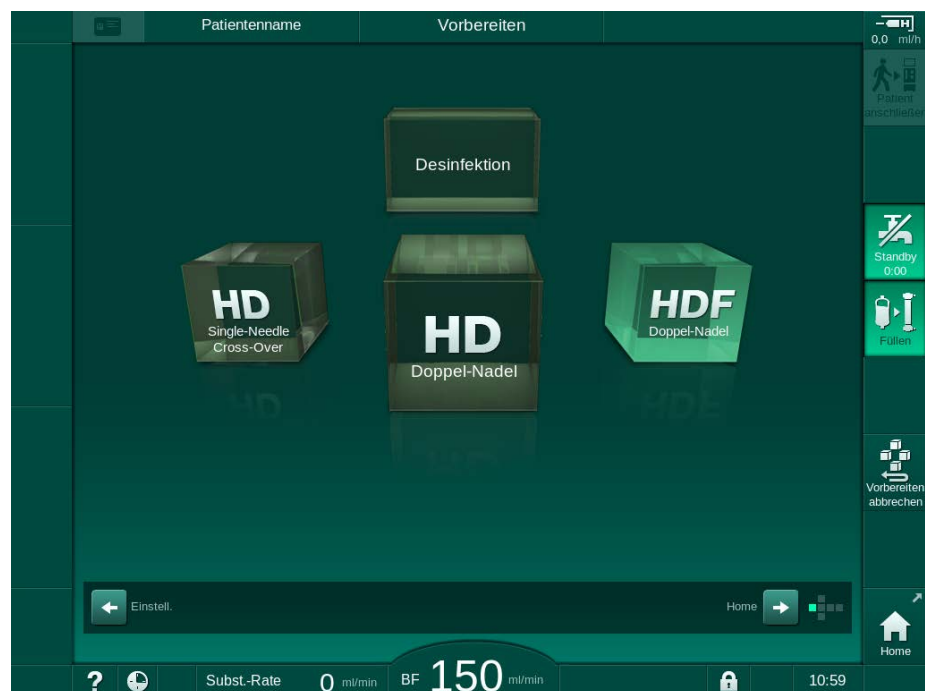 Patientenname
Vorbereiten
H
0,0 ml/h
Patient
anschließen
Desinfektion
HD
Single-Needle
Cross-Over
HD
Doppel-Nadel
HDF
Doppel-Nadel
Standby
0:00
Füllen
Vorbereiten
abbrechen
Einstell.
Home
Home
? Subst.-Rate 0 ml/min BF 150 ml/min 10:59